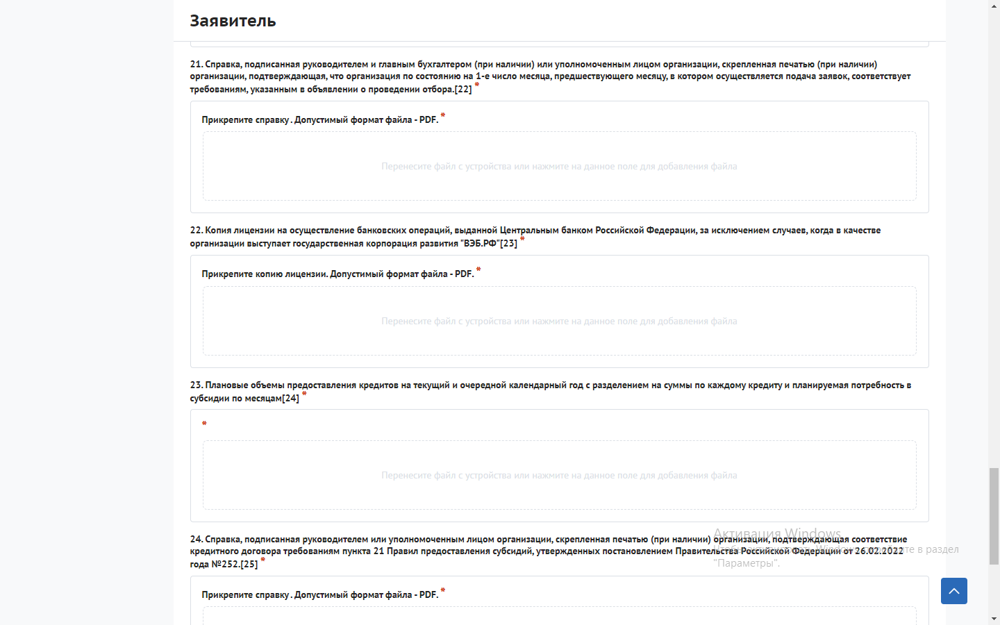 Заявитель
21. Справка, подписанная руководителем и главным бухгалтером (при наличии) или уполномоченным лицом организации, скрепленная печатью (при наличии)
организации, подтверждающая, что организация по состоянию на 1-е число месяца, предшествующего месяцу, в котором осуществляется подача заявок, соответствует
требованиям, указанным в объявлении о проведении отбора.[22] *
Прикрепите справку. Допустимый формат файла - PDF. *
Перенесите файл с устройства или нажмите на данное поле для добавления файла
22. Копия лицензии на осуществление банковских операций, выданной Центральным банком Российской Федерации, за исключением случаев, когда в качестве
организации выступает государственная корпорация развития "ВЭБ.РФ"[23] *
Прикрепите копию лицензии. Допустимый формат файла - PDF. *
Перенесите файл с устройства или нажмите на данное поле для добавления файла
23. Плановые объемы предоставления кредитов на текущий и очередной календарный год с разделением на суммы по каждому кредиту и планируемая потребность в
субсидии по месяцам[24] *
*
Перенесите файл с устройства или нажмите на данное поле для добавления файла
24. Справка, подписанная руководителем или уполномоченным лицом организации, скрепленная печатью (при наличии) организации, подтверждающая соответствие
кредитного договора требованиям пункта 21 Правил предоставления субсидий, утвержденных постановлением Правительства Российской Федерации от 26.02.2022
года №252.[25] *
Прикрепите справку. Допустимый формат файла - PDF. *
Активация Windows
Чтобы активировать Windows, перейдите в раздел
"Параметры".